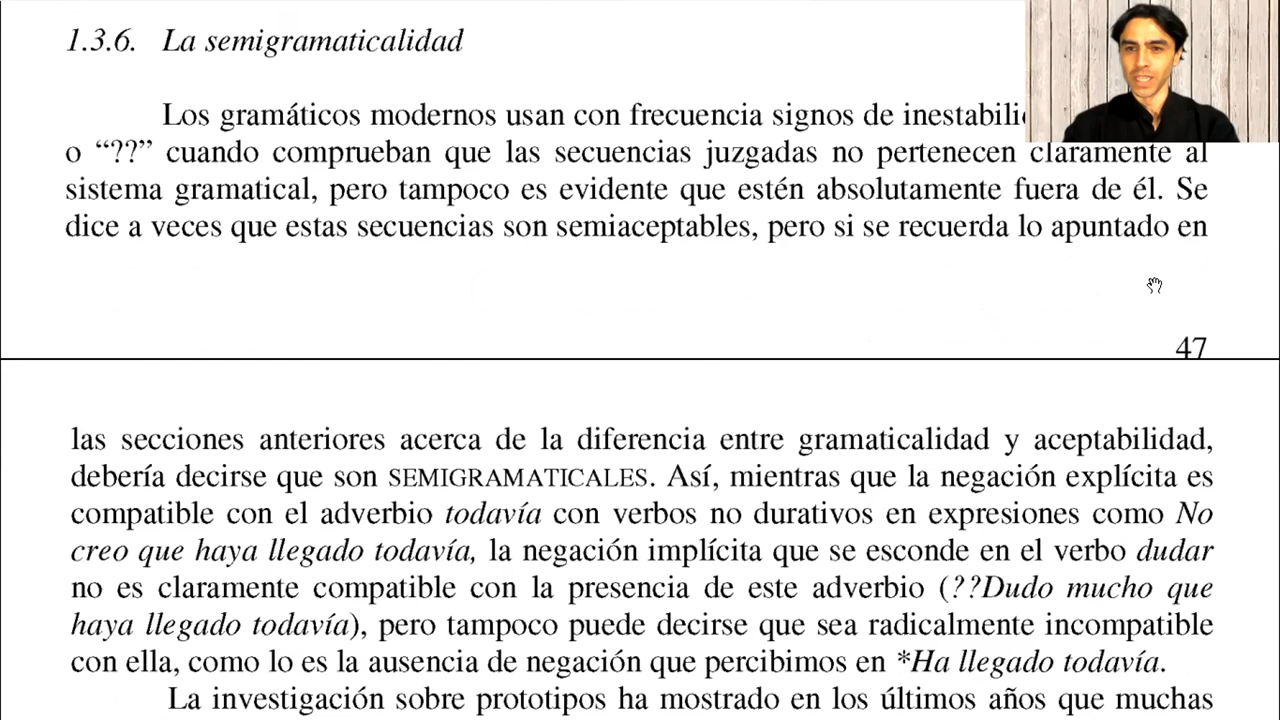 1.3.6. La semigramaticalidad
Los gramáticos modernos usan con frecuencia signos de
o “??” cuando comprueban que las secuencias juzgadas no pertenecen claramente al
sistema gramatical, pero tampoco es evidente que estén absolutamente fuera de él. Se
dice a veces que estas secuencias son semiaceptables, pero si se recuerda lo apuntado en
47
las secciones anteriores acerca de la diferencia entre gramaticalidad y aceptabilidad,
debería decirse que son SEMIGRAMATICALES. Así, mientras que la negación explícita es
compatible con el adverbio todavía con verbos no durativos en expresiones como No
creo que haya llegado todavía, la negación implícita que se esconde en el verbo dudar
no es claramente compatible con la presencia de este adverbio (??Dudo mucho que
haya llegado todavía), pero tampoco puede decirse que sea radicalmente incompatible
con ella, como lo es la ausencia de negación que percibimos en *Ha llegado todavía.
La investigación sobre prototipos ha mostrado en los últimos años que muchas